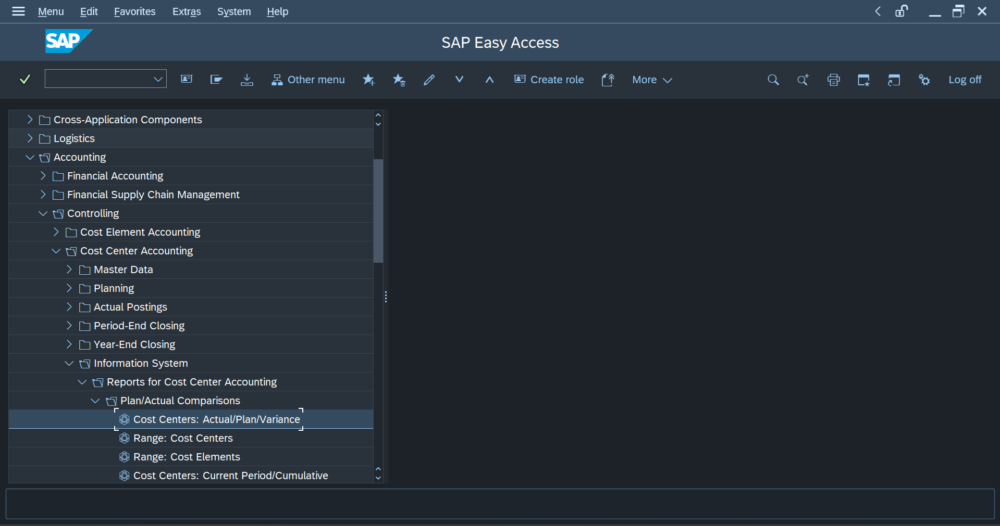 Menu Edit Favorites Extras System Help
SAP SAP Easy Access
Other menu Create role More Log off
Cross-Application Components
Logistics
Accounting
Financial Accounting
Financial Supply Chain Management
Controlling
Cost Element Accounting
Cost Center Accounting
Master Data
Planning
Actual Postings
Period-End Closing
Year-End Closing
Information System
Reports for Cost Center Accounting
Plan/Actual Comparisons
Cost Centers: Actual/Plan/Variance
Range: Cost Centers
Range: Cost Elements
Cost Centers: Current Period/Cumulative